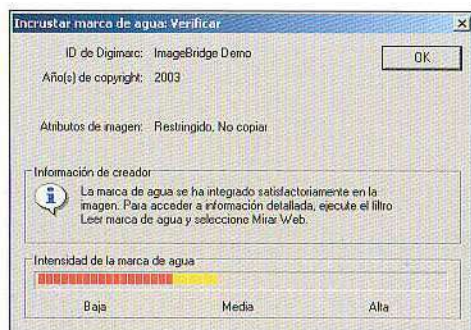 Incrustar marca de agua: Verificar
ID de Digimarc: ImageBridge Demo
OK
Año(s) de copyright: 2003
Atributos de imagen: Restringido, No copiar
Información de creador
La marca de agua se ha integrado satisfactoriamente en la
imagen. Para acceder a información detallada, ejecute el filtro
Leer marca de agua y seleccione Mirar Web.
Intensidad de la marca de agua
Baja Media Alta